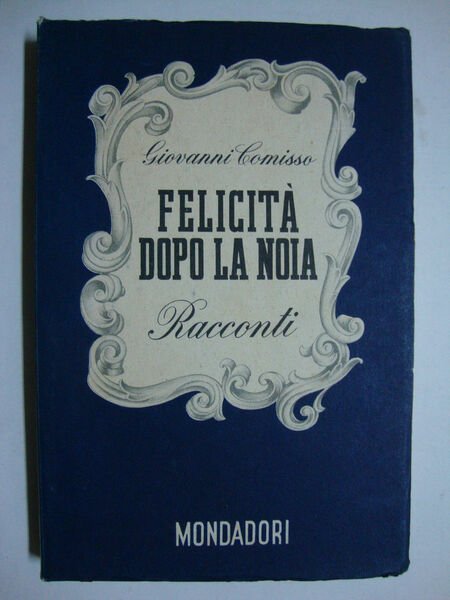 Giovanni Comisso
FELICITÀ
DOPO LA NOIA
Racconti
MONDADORI